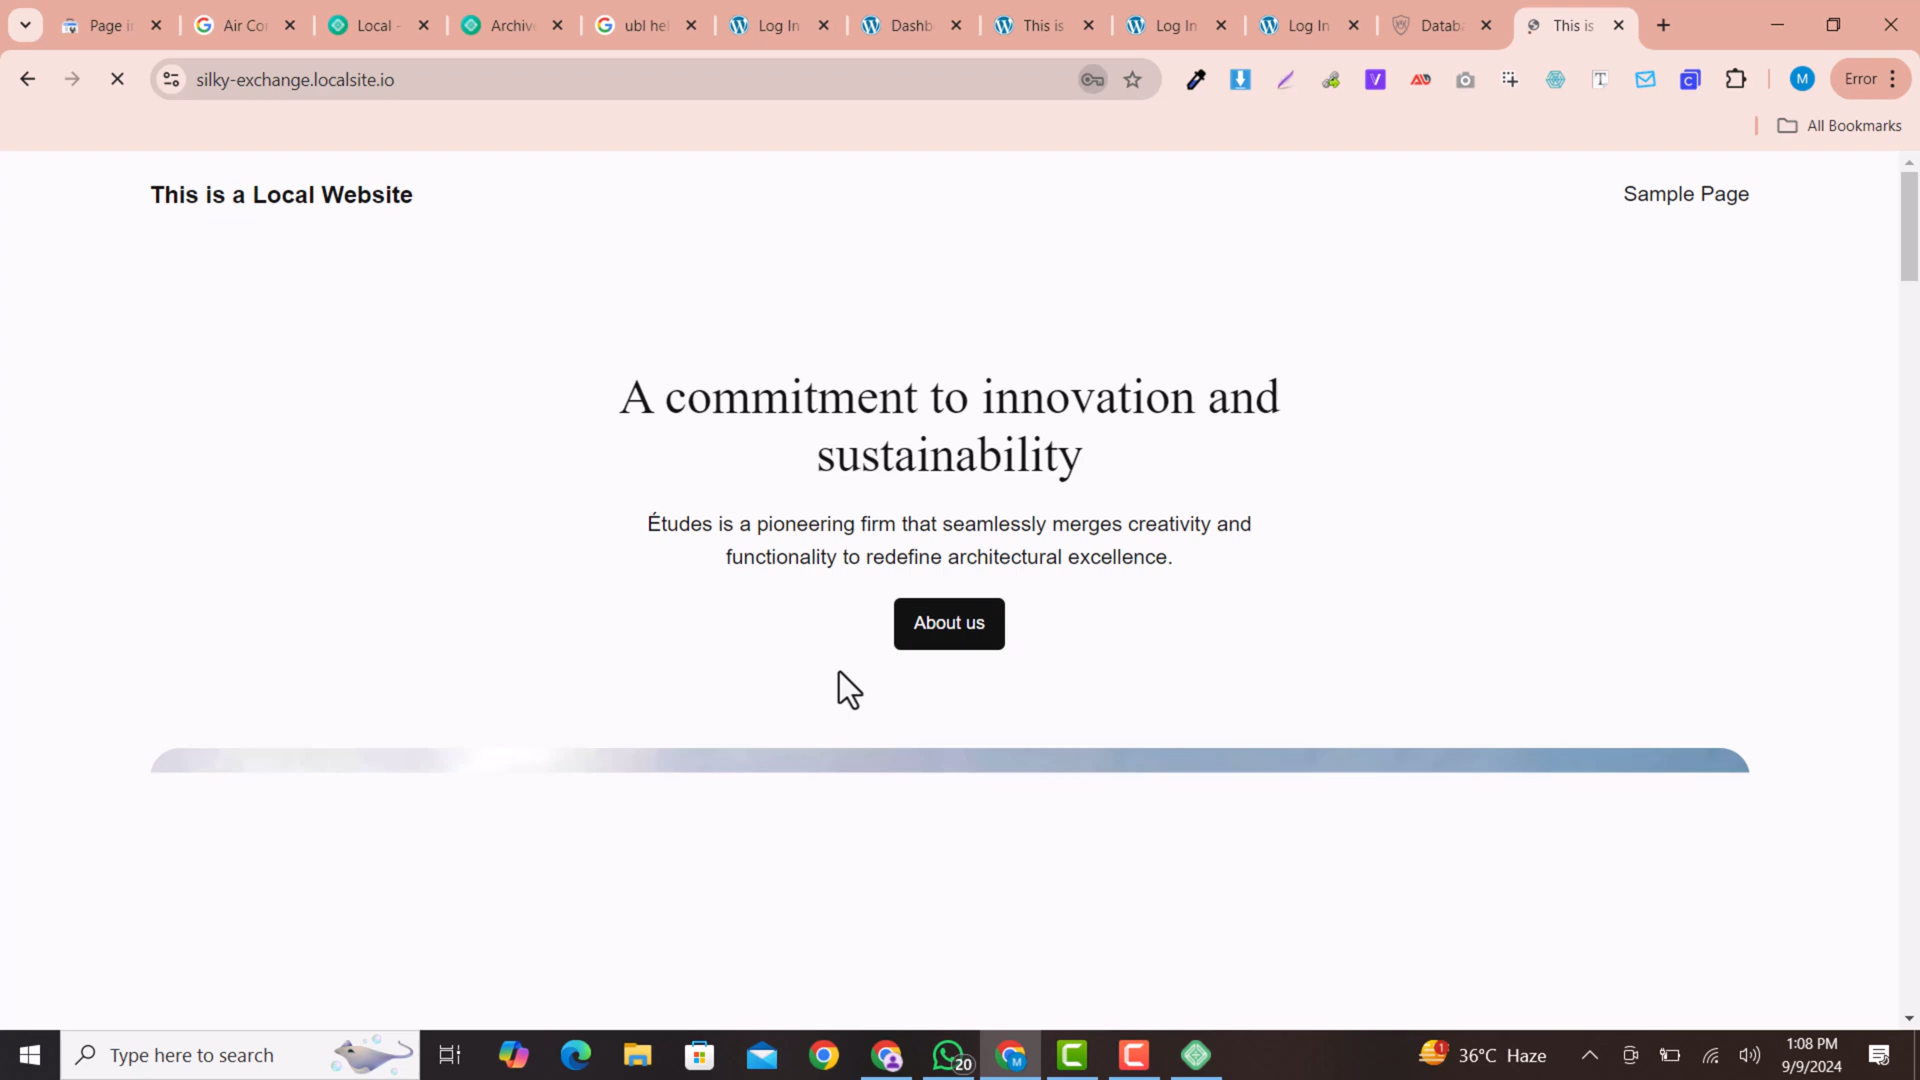 Page i
Air Co
Local -
Archiv
ubl he
Log In
Dashb
This is
Log In
Log In
Datab
This is
silky-exchange.localsite.io
M
Error
All Bookmarks
This is a Local Website
Sample Page
A commitment to innovation and
sustainability
Études is a pioneering firm that seamlessly merges creativity and
functionality to redefine architectural excellence.
About us
Type here to search
20
M
1
36°C Haze
1:08 PM
9/9/2024